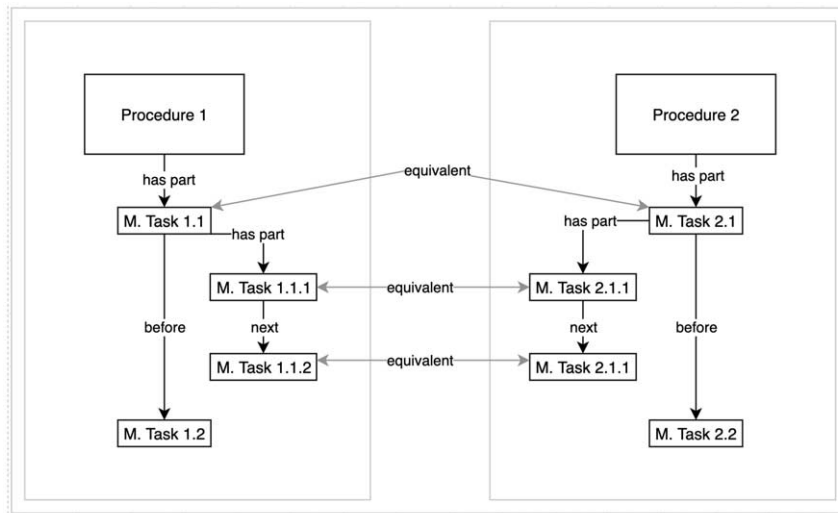 Procedure 1
Procedure 2
equivalent
has part
has part
M. Task 1.1
M. Task 2.1
has part
has part
M. Task 1.1.1
equivalent
M. Task 2.1.1
before
next
next
before
M. Task 1.1.2
equivalent
M. Task 2.1.1
M. Task 1.2
M. Task 2.2